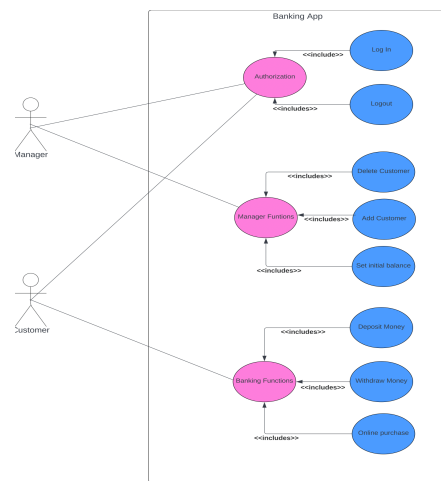 Banking App
Log In
<<include>>
Authorization
<<includes>>
Logout
Manager
Delete Customer
<<includes>>
Manager Funtions
Add Customer
<<includes>>
Set initial balance
<<includes>>
Customer
Deposit Money
<<includes>>
Banking Functions
Withdraw Money
<<includes>>
Online purchase
<<includes>>